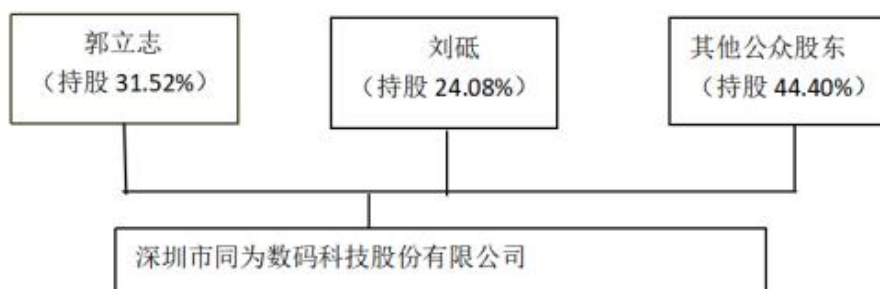 郭立志
（持股 31.52%）
刘砥
（持股 24.08%）
其他公众股东
（持股 44.40%）
深圳市同为数码科技股份有限公司